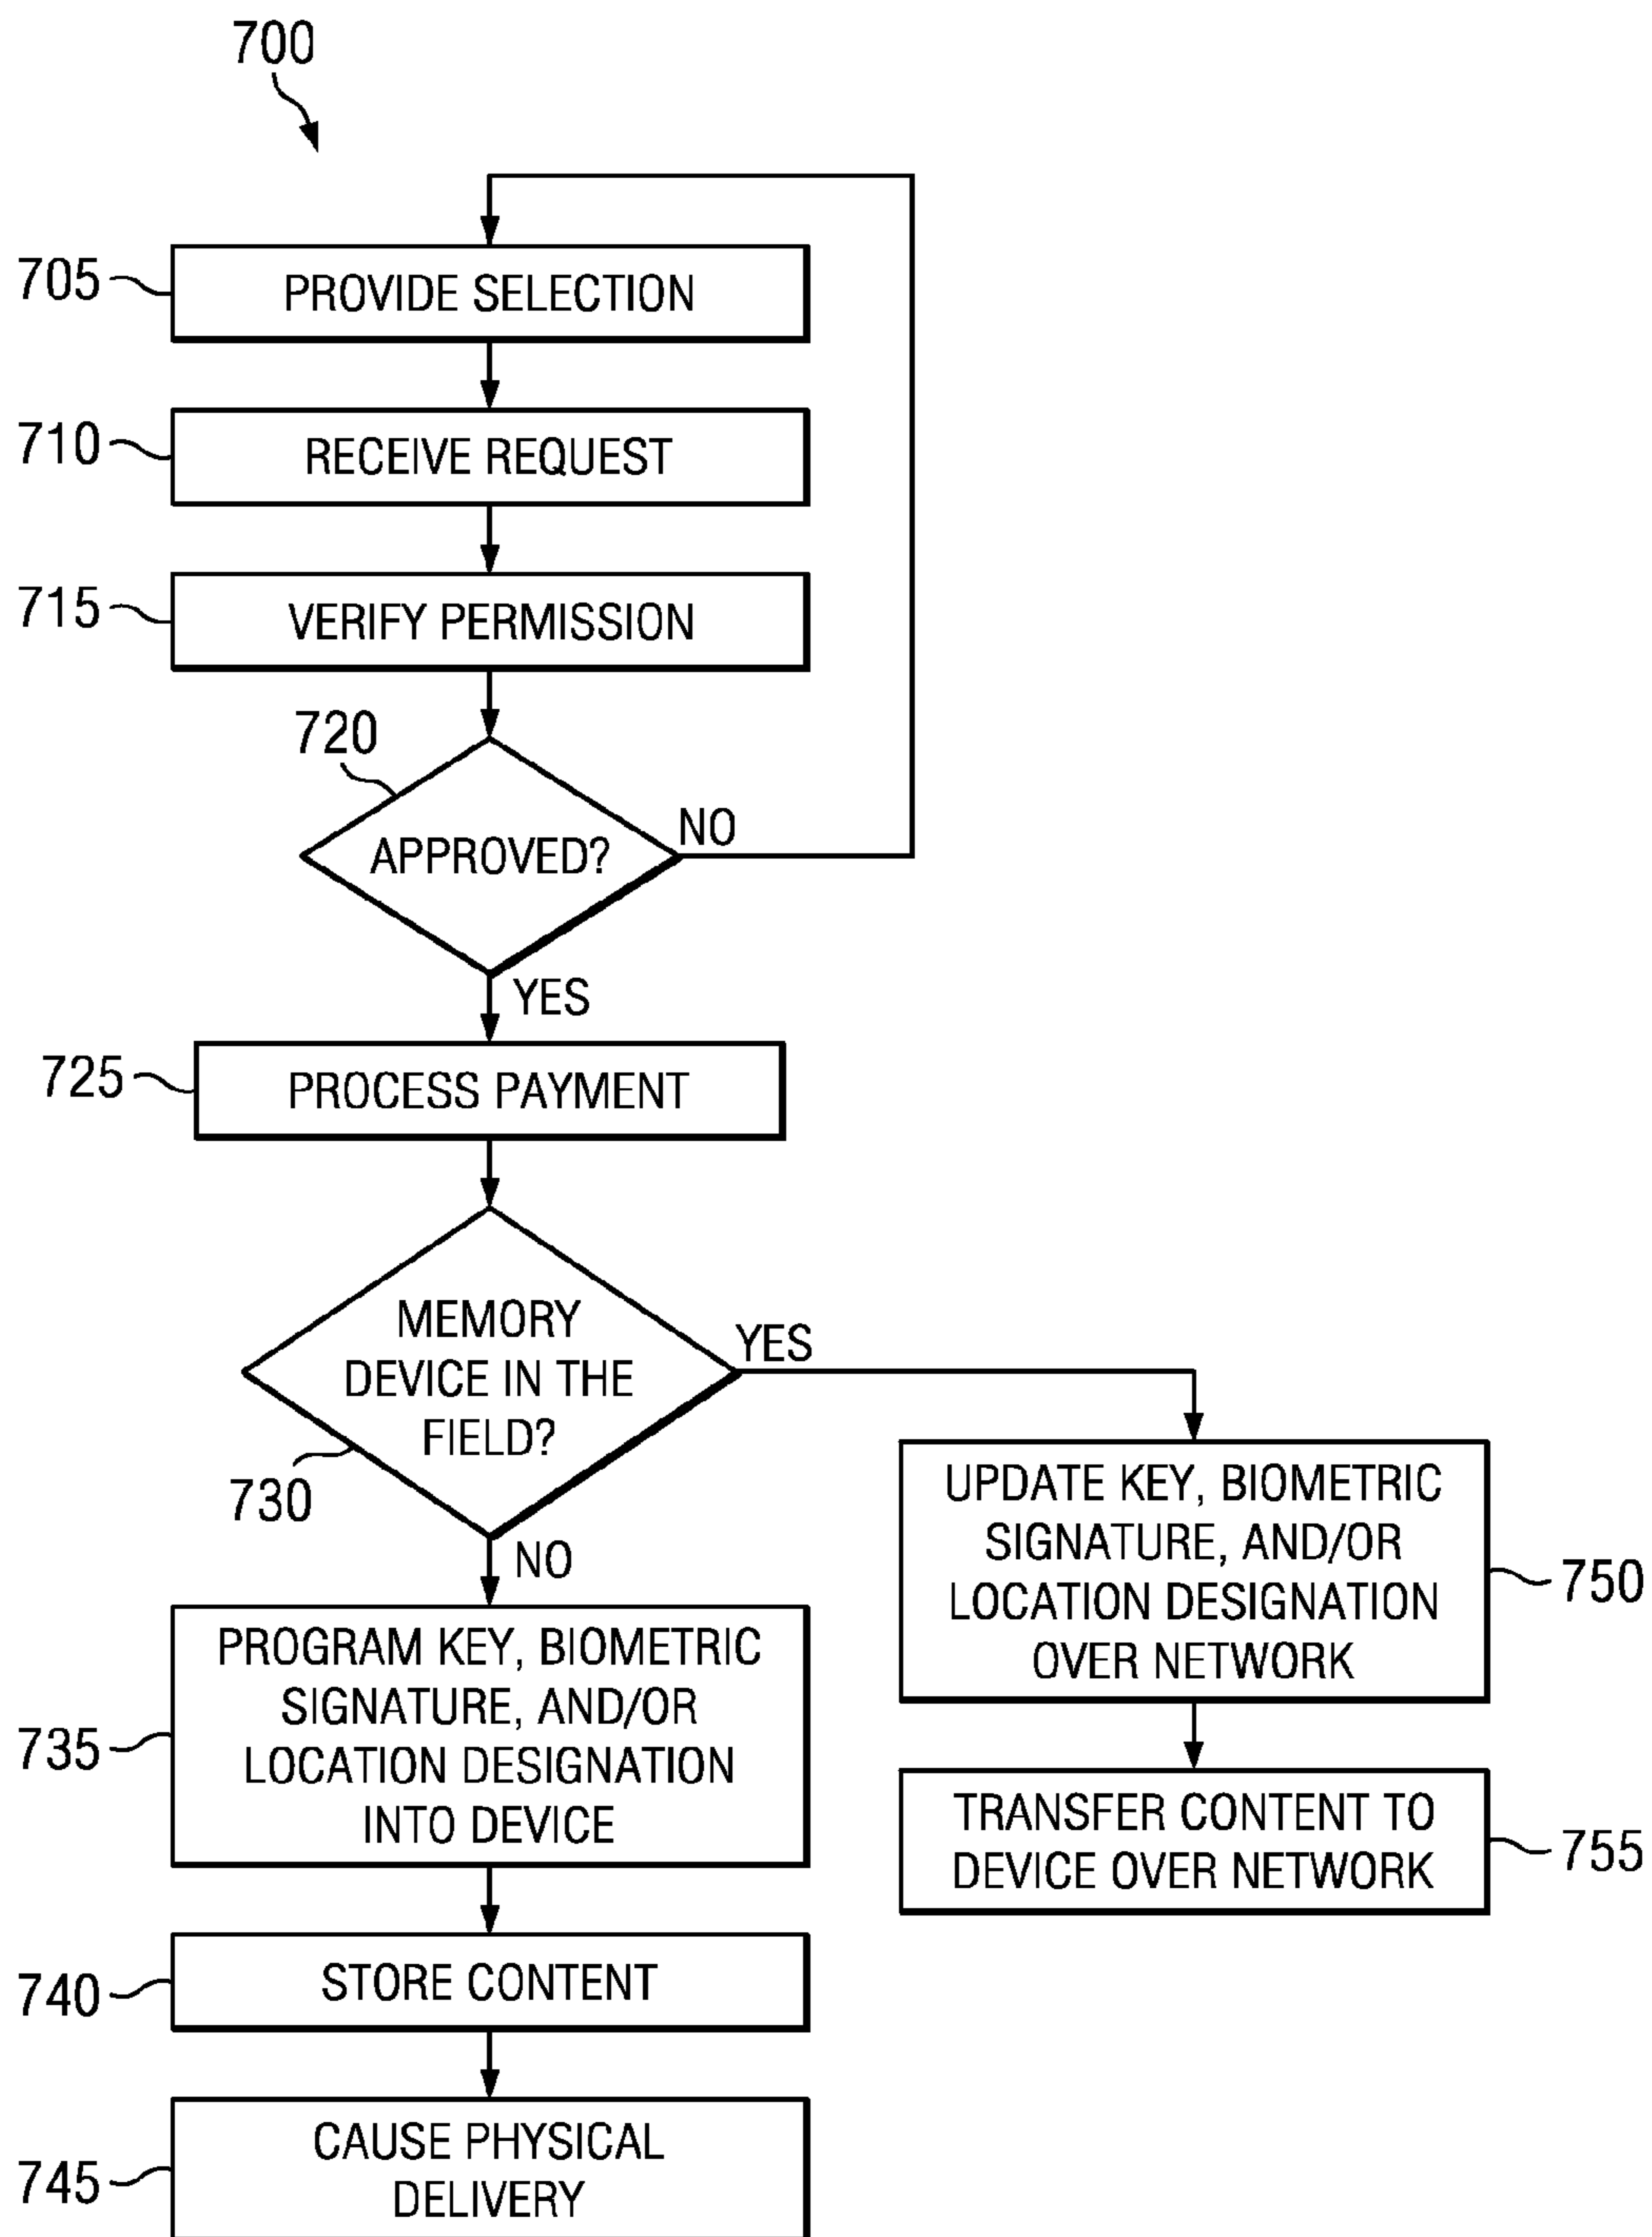 700
705
PROVIDE SELECTION
710
RECEIVE REQUEST
715
VERIFY PERMISSION
720
APPROVED?
NO
YES
725
PROCESS PAYMENT
MEMORY
DEVICE IN THE
FIELD?
YES
730
NO
UPDATE KEY, BIOMETRIC
SIGNATURE, AND/OR
LOCATION DESIGNATION
OVER NETWORK
750
735
PROGRAM KEY, BIOMETRIC
SIGNATURE, AND/OR
LOCATION DESIGNATION
INTO DEVICE
TRANSFER CONTENT TO
DEVICE OVER NETWORK
755
740
STORE CONTENT
745
CAUSE PHYSICAL
DELIVERY